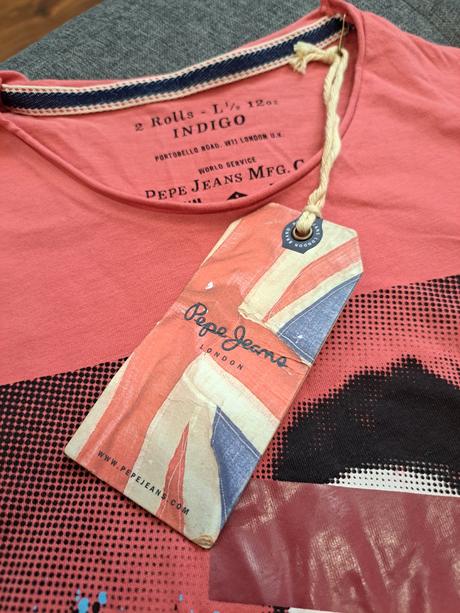 2 Rolls - L½ 12oz
INDIGO
PORTOBELLO ROAD, W11 LONDON U.K.
WORLD SERVICE
PEPE JEANS MFG. C
Pepe Jeans
LONDON
WWW.PEPEJEANS.COM